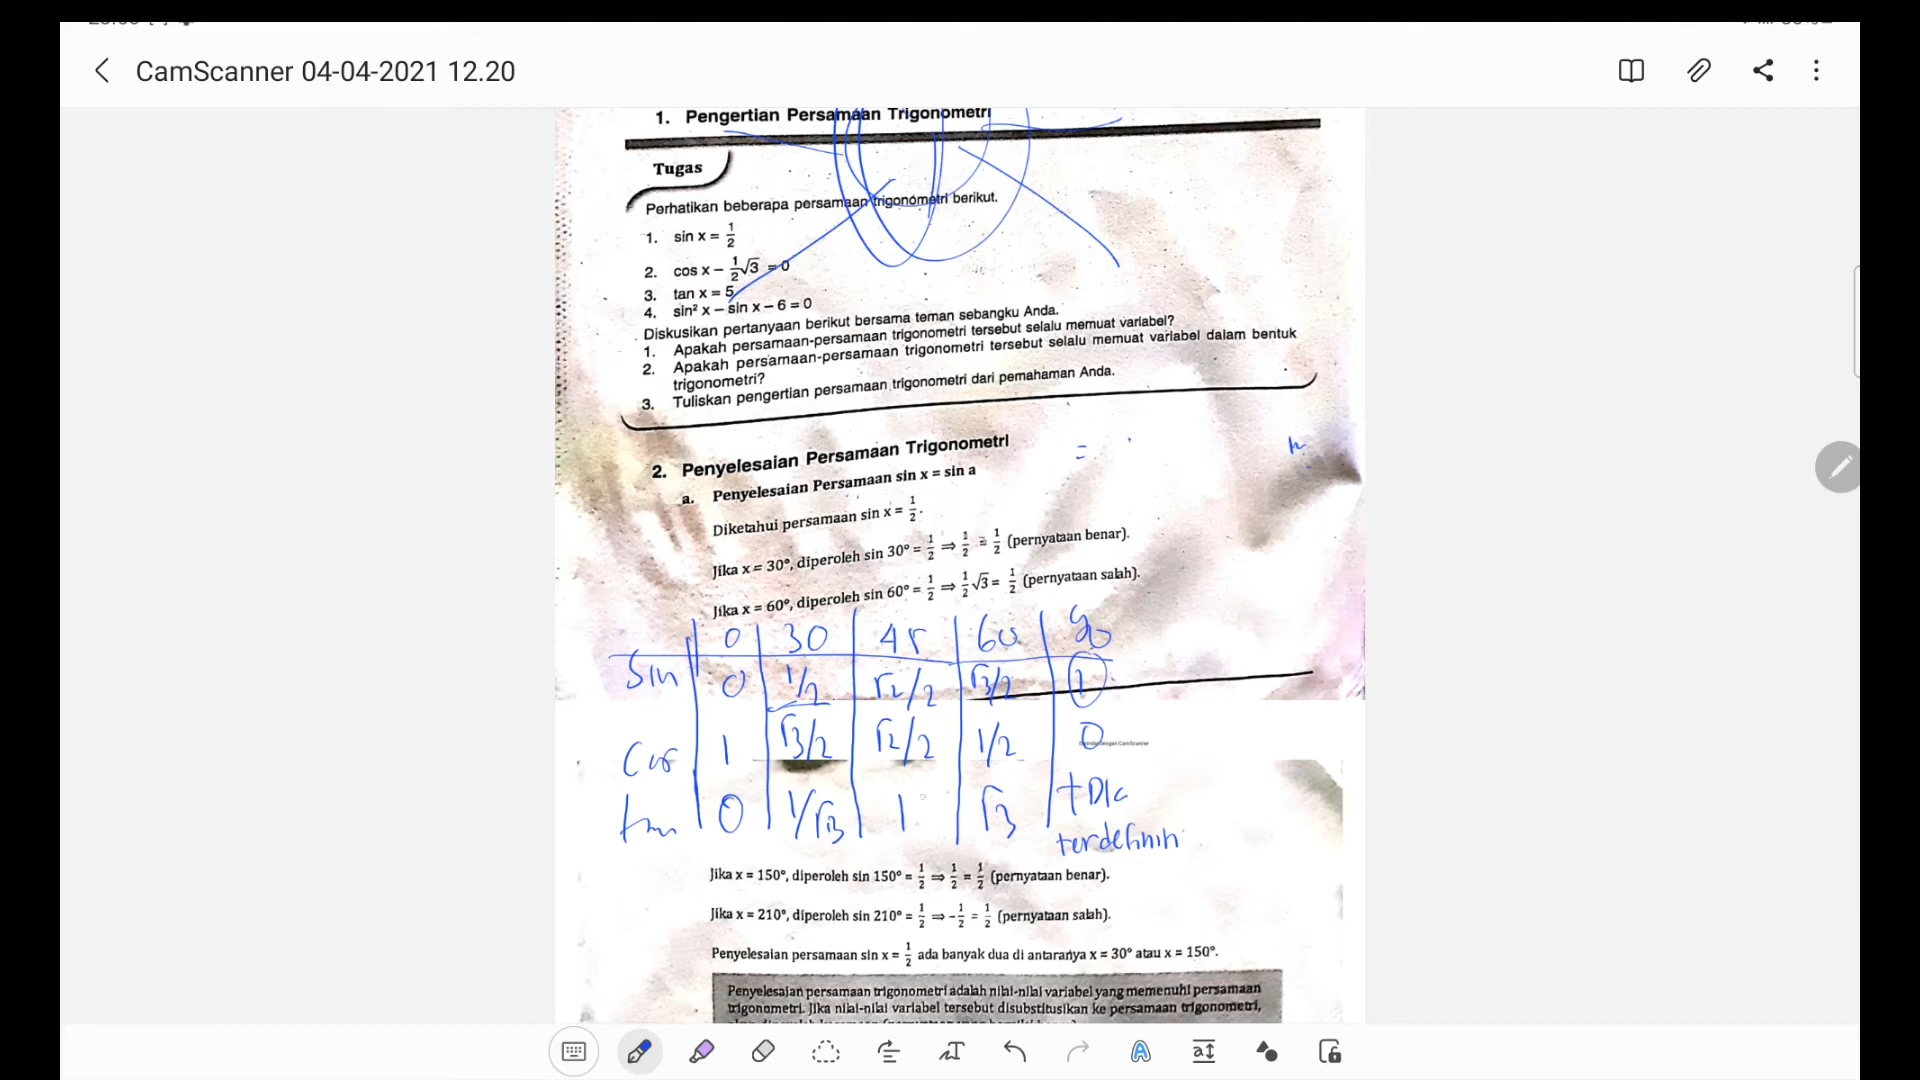 CamScanner 04-04-2021 12.20
1. Pengertian Persamaan Trigonometri
Tugas
Perhatikan beberapa persamaan trigonometri berikut.
1. sin x = 1/2
2. cos x – 1/2√3 = 0
3. tan x = 5
4. sin² x – sin x – 6 = 0
Diskusikan pertanyaan berikut bersama teman sebangku Anda.
1. Apakah persamaan-persamaan trigonometri tersebut selalu memuat variabel?
2. Apakah persamaan-persamaan trigonometri tersebut selalu memuat variabel dalam bentuk
trigonometri?
3. Tuliskan pengertian persamaan trigonometri dari pemahaman Anda.
2. Penyelesaian Persamaan Trigonometri
a. Penyelesaian Persamaan sin x = sin a
Diketahui persamaan sin x = 1/2.
Jika x = 30°, diperoleh sin 30° = 1/2 ⇒ 1/2 = 1/2 (pernyataan benar).
Jika x = 60°, diperoleh sin 60° = 1/2 ⇒ 1/2 √3 = 1/2 (pernyataan salah).
0 30 45 60 90
Sin 0 1/2 √2/2 √3/2 1
Cos 1 √3/2 √2/2 1/2 0
tan 0 1/√3 1 √3
Jika x = 150°, diperoleh sin 150° = 1/2 ⇒ 1/2 = 1/2 (pernyataan benar).
Jika x = 210°, diperoleh sin 210° = 1/2 ⇒ -1/2 = 1/2 (pernyataan salah).
Penyelesaian persamaan sin x = 1/2 ada banyak dua di antaranya x = 30° atau x = 150°.
Penyelesaian persamaan trigonometri adalah nilai-nilai variabel yang memenuhi persamaan
trigonometri. Jika nilai-nilai variabel tersebut disubstitusikan ke persamaan trigonometri,